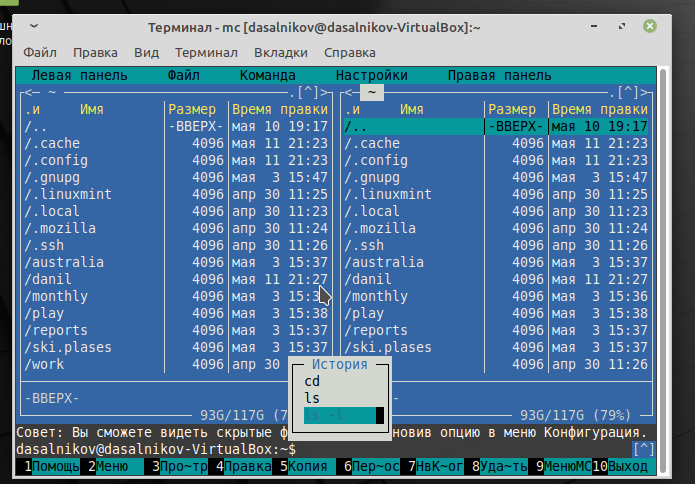 Терминал - mc [dasalnikov@dasalnikov-VirtualBox]:~
Файл Правка Вид Терминал Вкладки Справка
Левая панель Файл Команда Настройки Правая панель
<─ ~ .[^]> <─ ~ .[^]>
.и Имя Размер Время правки .и Имя Размер Время правки
/.. -ВВЕРХ- мая 10 19:17 /.. -ВВЕРХ- мая 10 19:17
/.cache 4096 мая 11 21:23 /.cache 4096 мая 11 21:23
/.config 4096 мая 11 21:23 /.config 4096 мая 11 21:23
/.gnupg 4096 мая 3 15:47 /.gnupg 4096 мая 3 15:47
/.linuxmint 4096 апр 30 11:25 /.linuxmint 4096 апр 30 11:25
/.local 4096 апр 30 11:23 /.local 4096 апр 30 11:23
/.mozilla 4096 апр 30 11:24 /.mozilla 4096 апр 30 11:24
/.ssh 4096 апр 30 11:26 /.ssh 4096 апр 30 11:26
/australia 4096 мая 3 15:37 /australia 4096 мая 3 15:37
/danil 4096 мая 11 21:27 /danil 4096 мая 11 21:27
/monthly 4096 мая 3 15:3 /monthly 4096 мая 3 15:36
/play 4096 мая 3 15:38 /play 4096 мая 3 15:38
/reports 4096 мая 3 15:37 /reports 4096 мая 3 15:37
/ski.plases 4096 мая 3 15:37 /ski.plases 4096 мая 3 15:37
/work 4096 апр 30 11:26 4096 апр 30 11:26
История
cd
ls
ls -l
-ВВЕРХ- -
93G/117G (7 93G/117G (79%)
Совет: Вы сможете видеть скрытые ф новив опцию в меню Конфигурация.
dasalnikov@dasalnikov-VirtualBox:~$ [^]
1Помощь 2Меню 3Про~тр 4Правка 5Копия 6Пер~ос 7НвК~ог 8Уда~ть 9МенюMC 10Выход